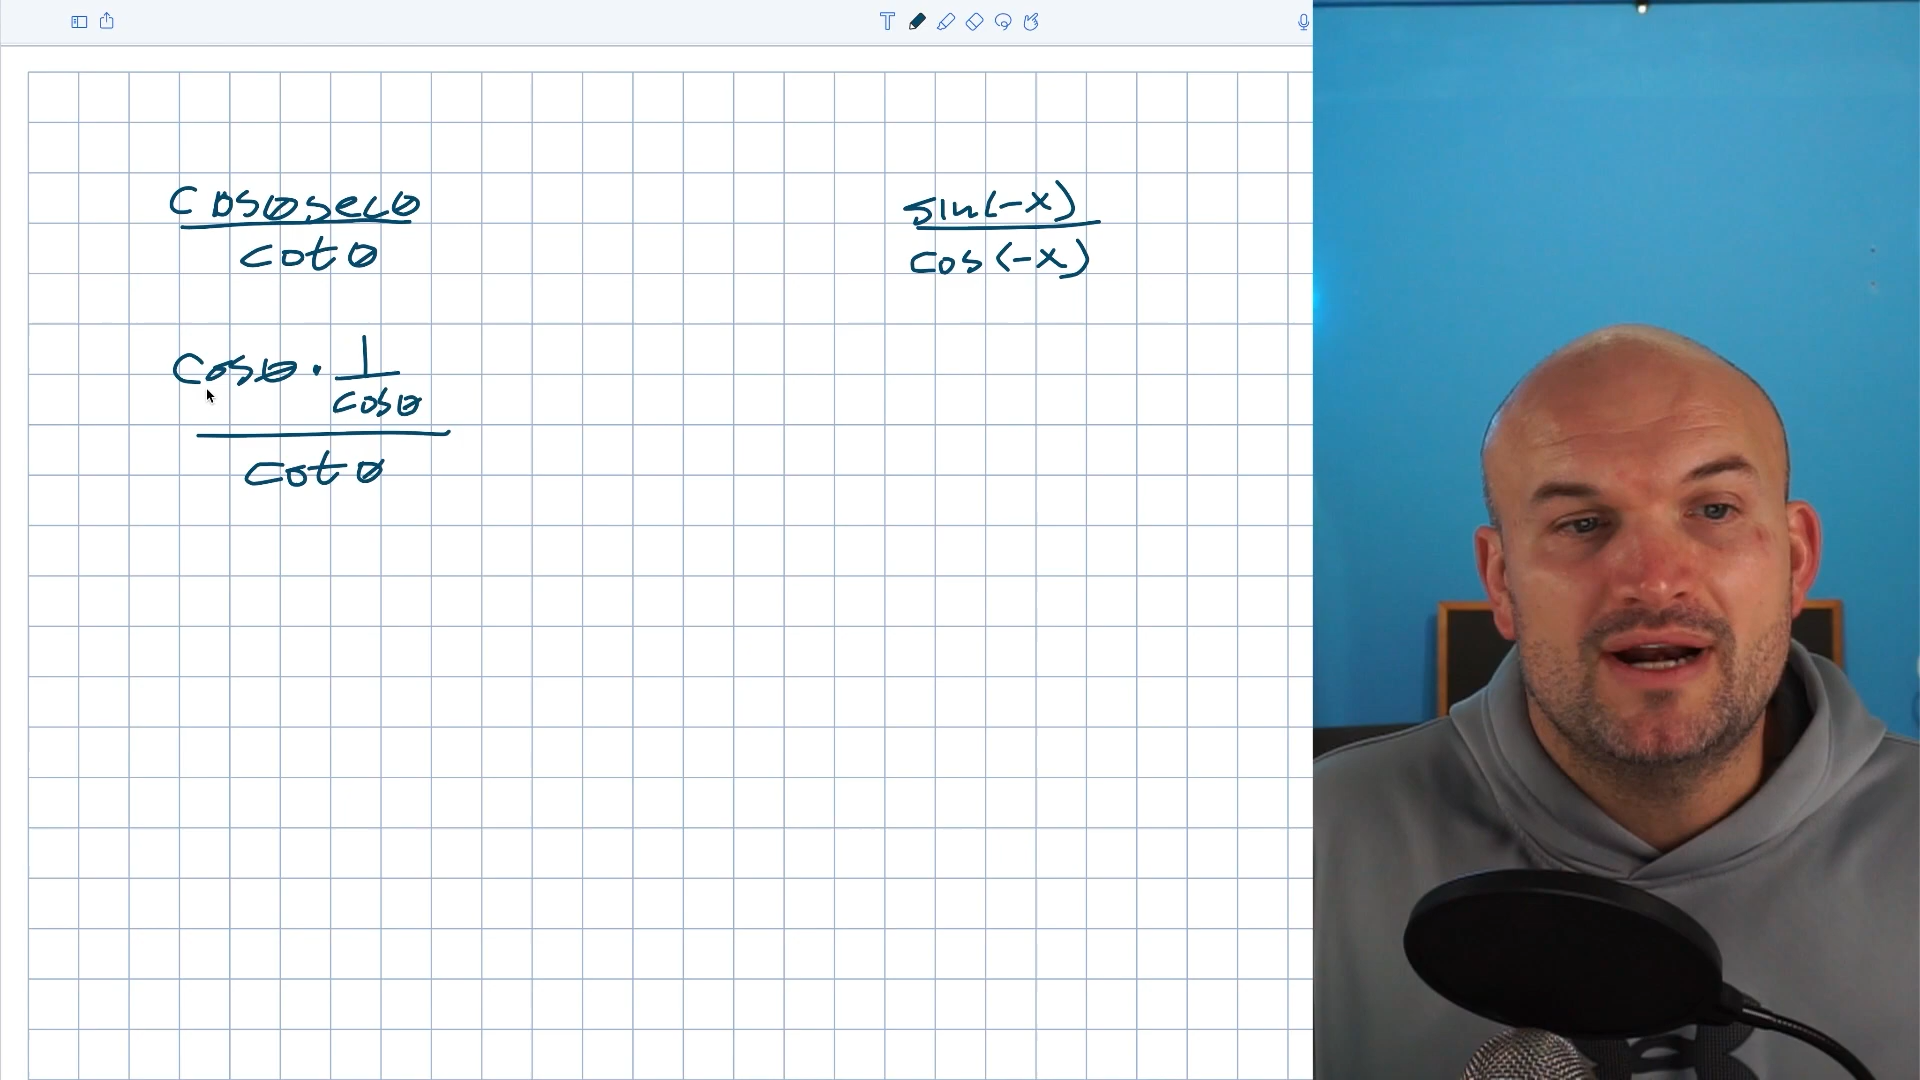 cosθsecθ
cotθ
cosθ · 1
cosθ
cotθ
sin(-x)
cos(-x)